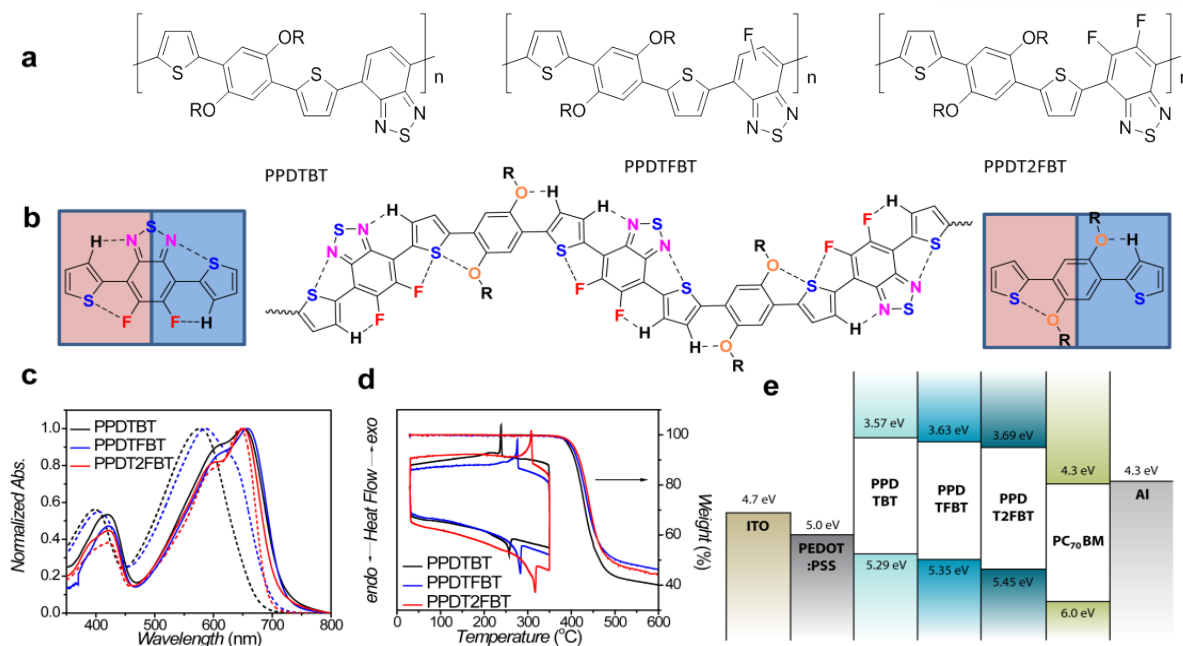 a
OR
S
RO
S
N
S
N
n
PPDTBT
F
OR
S
RO
S
N
S
N
n
PPDTFBT
F
F
OR
S
RO
S
N
S
N
n
PPDT2FBT
b
S
N
N
H
S
S
F
F
H
R
O
H
H
N
S
N
H
N
S
N
S
S
O
R
F
F
S
H
F
S
F
F
H
S
H
O
R
R
O
S
F
F
H
S
N
N
S
H
R
O
H
S
S
O
R
c
Normalized Abs.
1.0
0.8
0.6
0.4
0.2
0.0
PPDTBT
PPDTFBT
PPDT2FBT
400 500 600 700 800
Wavelength (nm)
d
endo ← Heat Flow → exo
PPDTBT
PPDTFBT
PPDT2FBT
0 100 200 300 400 500 600
Temperature (°C)
100
80
60
40
Weight (%)
e
4.7 eV
ITO
5.0 eV
PEDOT
:PSS
3.57 eV
PPD
TBT
5.29 eV
3.63 eV
PPD
TFBT
5.35 eV
3.69 eV
PPD
T2FBT
5.45 eV
4.3 eV
PC₇₀BM
6.0 eV
4.3 eV
Al